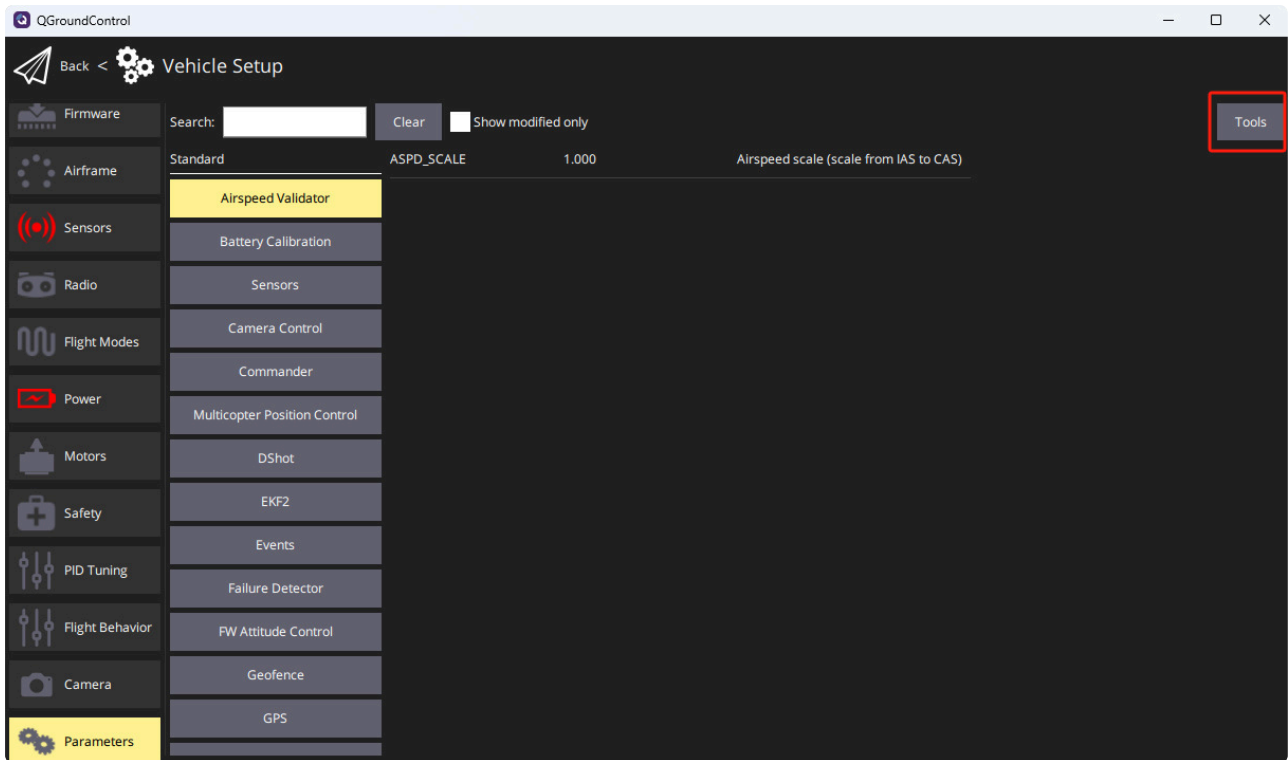 QGroundControl
Back < Vehicle Setup
Firmware
Airframe
Sensors
Radio
Flight Modes
Power
Motors
Safety
PID Tuning
Flight Behavior
Camera
Parameters
Search: Clear Show modified only Tools
Standard
Airspeed Validator
Battery Calibration
Sensors
Camera Control
Commander
Multicopter Position Control
DShot
EKF2
Events
Failure Detector
FW Attitude Control
Geofence
GPS
ASPD_SCALE 1.000 Airspeed scale (scale from IAS to CAS)